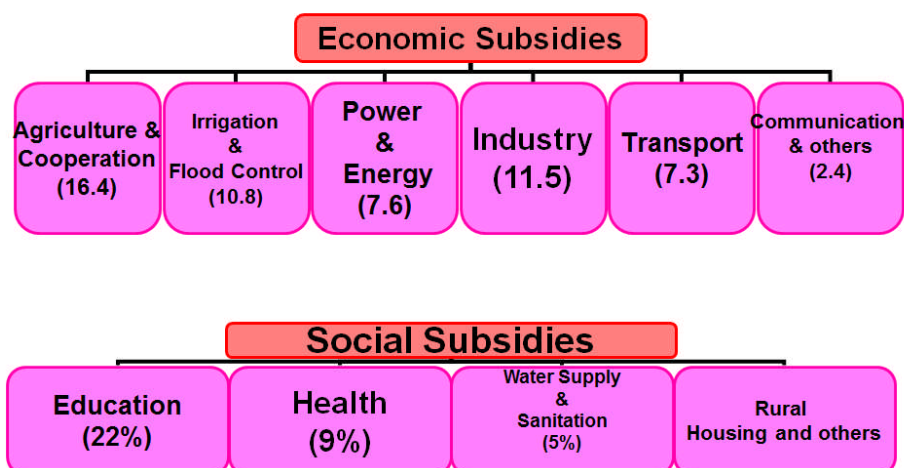 Economic Subsidies
Agriculture &
Cooperation
(16.4)
Irrigation
&
Flood Control
(10.8)
Power
&
Energy
(7.6)
Industry
(11.5)
Transport
(7.3)
Communication
& others
(2.4)
Social Subsidies
Education
(22%)
Health
(9%)
Water Supply
&
Sanitation
(5%)
Rural
Housing and others